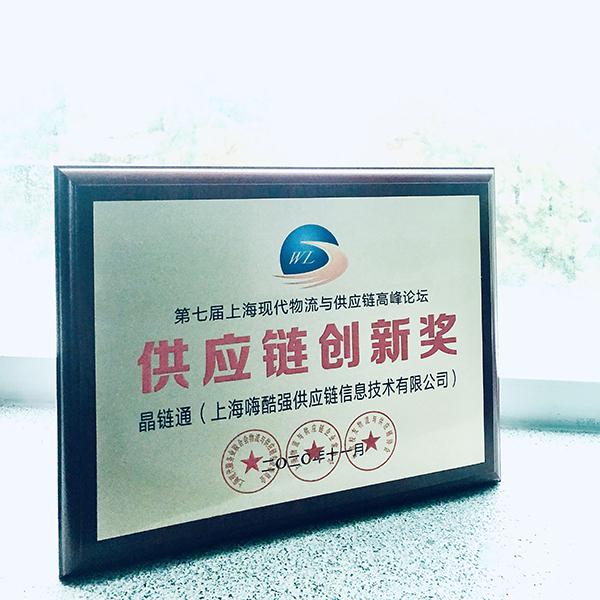 WL
第七届上海现代物流与供应链高峰论坛
供应链创新奖
晶链通（上海嗨酷强供应链信息技术有限公司）
二〇二〇年十一月